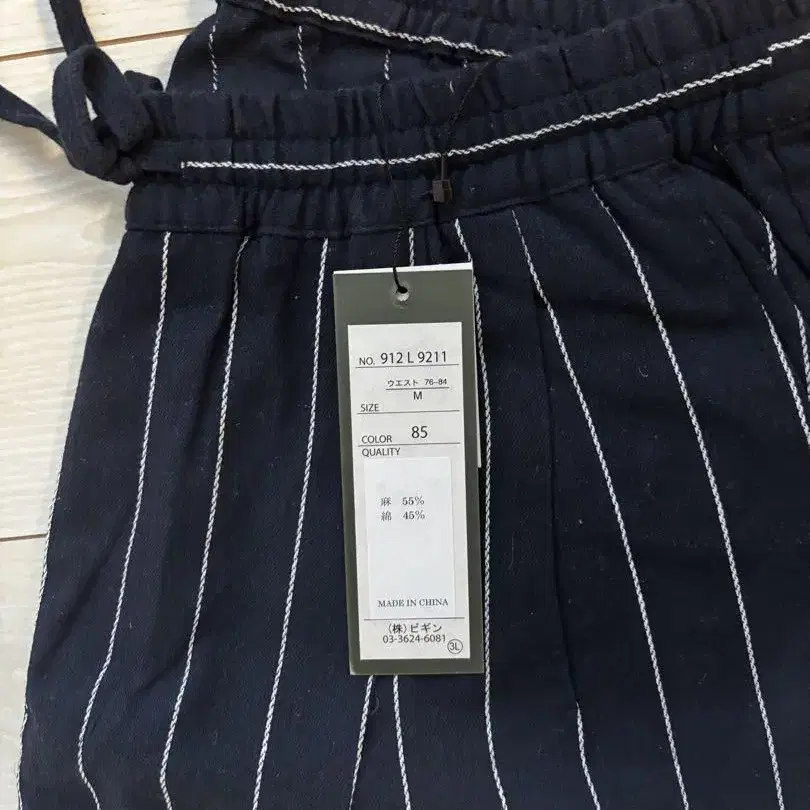 NO. 912 L 9211
ウエスト 76-84
SIZE M
COLOR 85
QUALITY
麻 55%
綿 45%
MADE IN CHINA
(株)ビギン
03-3624-6081
3L